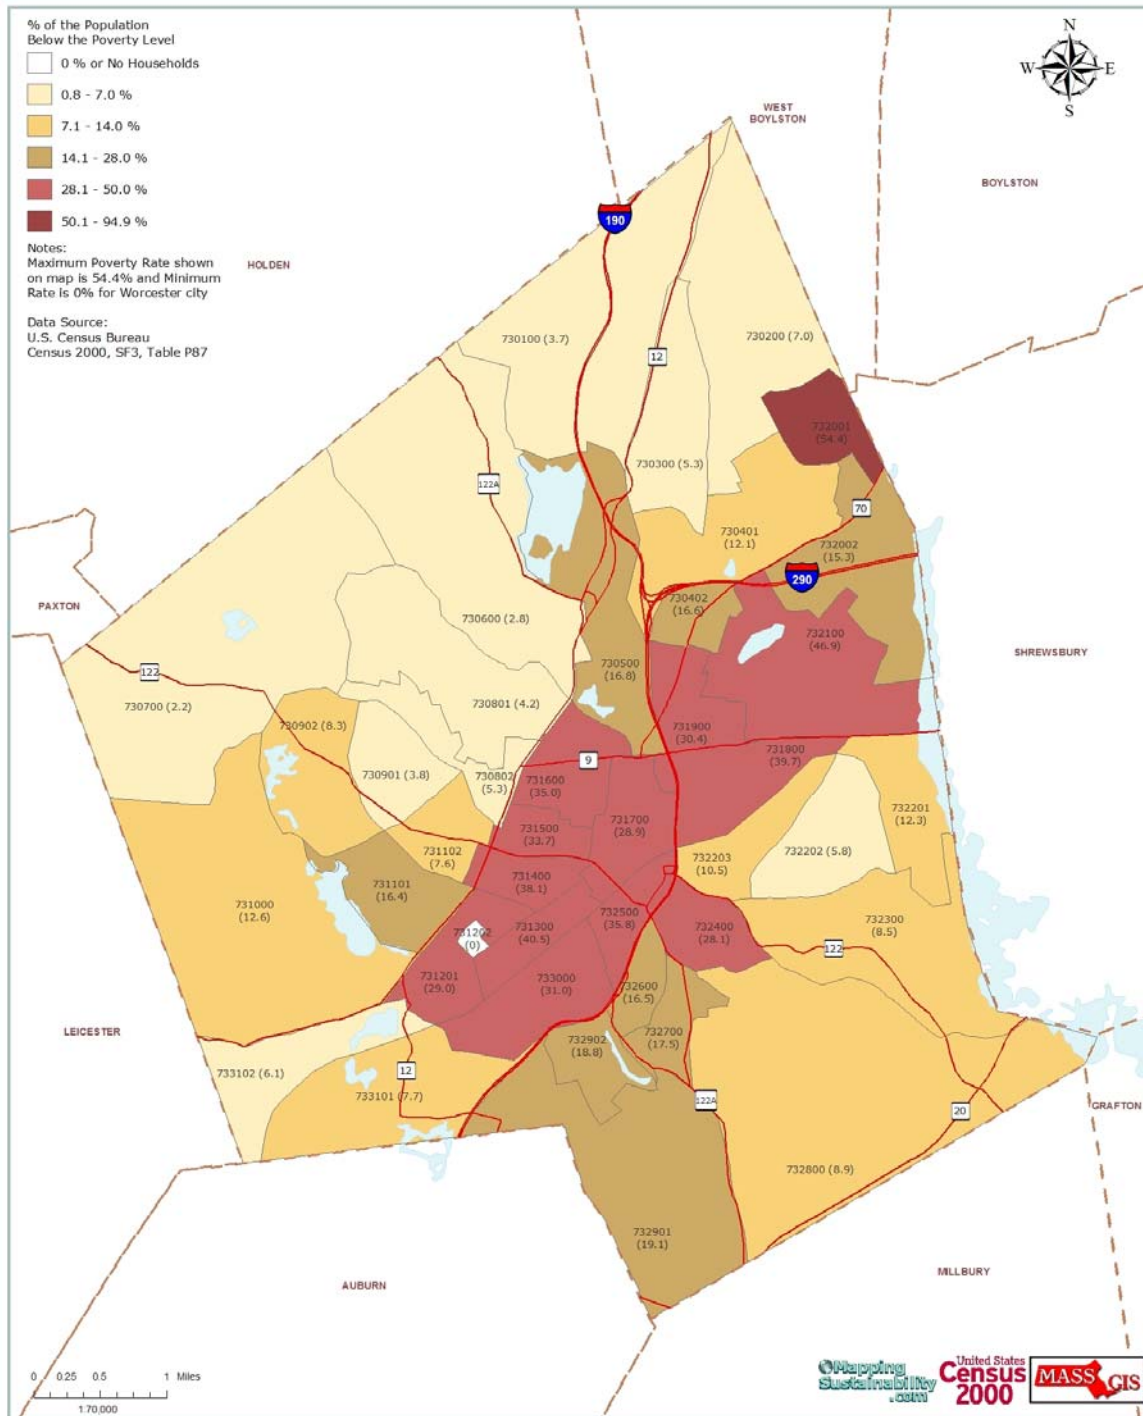 % of the Population
Below the Poverty Level
0 % or No Households
0.8 - 7.0 %
7.1 - 14.0 %
14.1 - 28.0 %
28.1 - 50.0 %
50.1 - 94.9 %
Notes:
Maximum Poverty Rate shown
on map is 54.4% and Minimum
Rate is 0% for Worcester city
Data Source:
U.S. Census Bureau
Census 2000, SF3, Table P87
N
W
E
S
WEST
BOYLSTON
BOYLSTON
HOLDEN
190
730100 (3.7)
12
730200 (7.0)
732001
(54.4)
730300 (5.3)
122A
70
730401
(12.1)
732002
(15.3)
290
PAXTON
730402
(16.6)
730600 (2.8)
732100
(46.9)
SHREWSBURY
122
730500
(16.8)
730700 (2.2)
730801 (4.2)
730902 (8.3)
731900
(30.4)
731800
(39.7)
9
730901 (3.8)
730802
(5.3)
731600
(35.0)
732201
(12.3)
731500
(33.7)
731700
(28.9)
731102
(7.6)
732203
(10.5)
732202 (5.8)
731400
(38.1)
731101
(16.4)
731000
(12.6)
732500
(35.8)
732400
(28.1)
732300
(8.5)
731202
(0)
731300
(40.5)
122
731201
(29.0)
733000
(31.0)
732600
(16.5)
LEICESTER
732700
(17.5)
732902
(18.8)
733102 (6.1)
12
733101 (7.7)
122A
20
GRAFTON
732800 (8.9)
732901
(19.1)
AUBURN
MILLBURY
0 0.25 0.5 1 Miles
1:70,000
Mapping
Sustainability
.com
United States
Census
2000
MASS GIS